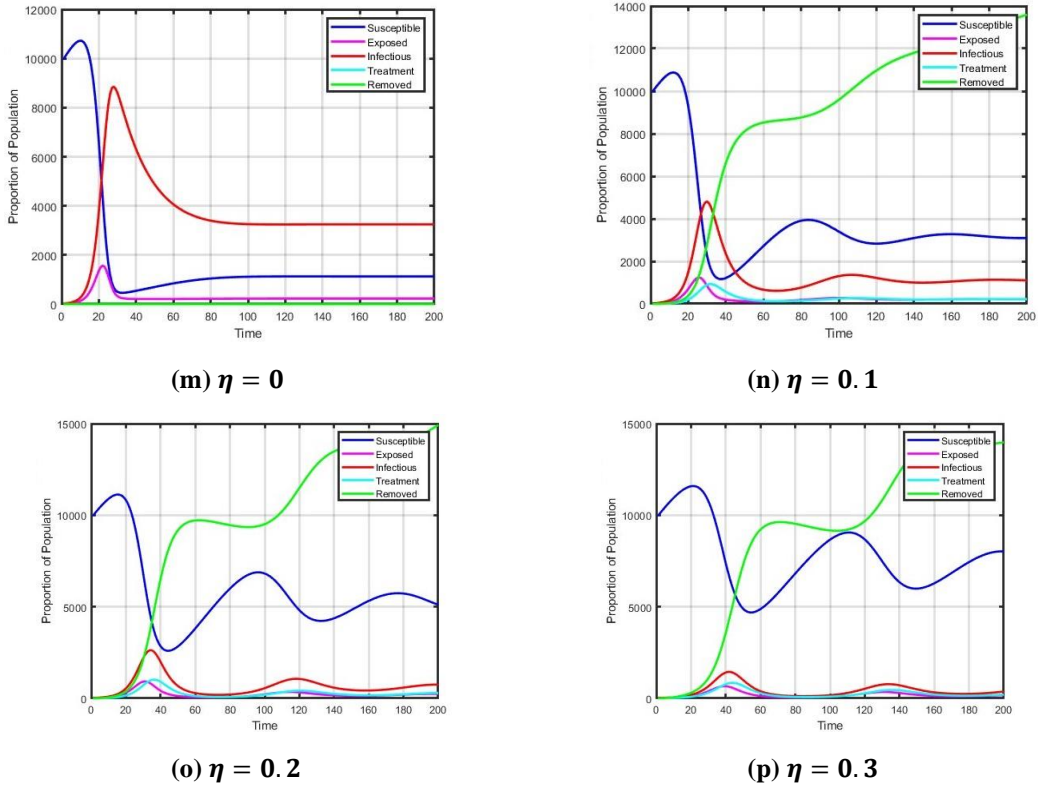 12000
10000
8000
6000
4000
2000
0
Proportion of Population
0 20 40 60 80 100 120 140 160 180 200
Time
Susceptible
Exposed
Infectious
Treatment
Removed
(m) η = 0
14000
12000
10000
8000
6000
4000
2000
0
Proportion of Population
0 20 40 60 80 100 120 140 160 180 200
Time
Susceptible
Exposed
Infectious
Treatment
Removed
(n) η = 0.1
15000
10000
5000
0
Proportion of Population
0 20 40 60 80 100 120 140 160 180 200
Time
Susceptible
Exposed
Infectious
Treatment
Removed
(o) η = 0.2
15000
10000
5000
0
Proportion of Population
0 20 40 60 80 100 120 140 160 180 200
Time
Susceptible
Exposed
Infectious
Treatment
Removed
(p) η = 0.3